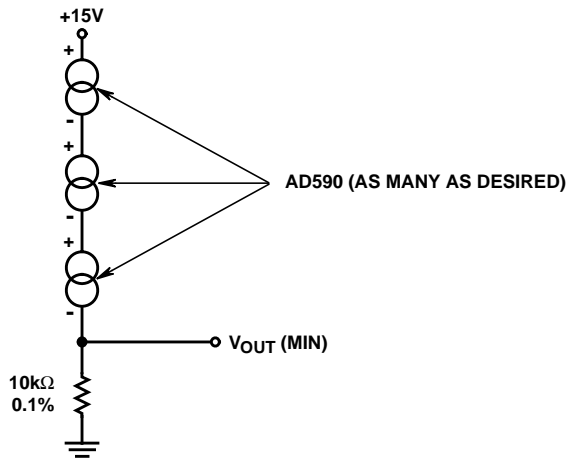 +15V
+
-
+
-
+
-
AD590 (AS MANY AS DESIRED)
VOUT (MIN)
10kΩ
0.1%